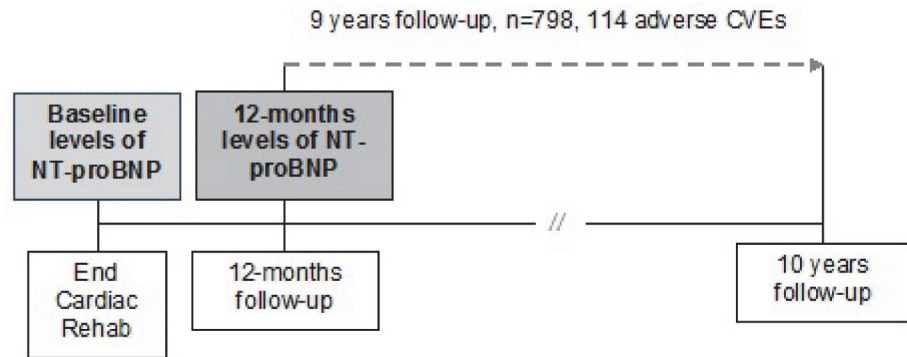 9 years follow-up, n=798, 114 adverse CVEs
Baseline
levels of
NT-proBNP
12-months
levels of NT-
proBNP
//
End
Cardiac
Rehab
12-months
follow-up
10 years
follow-up